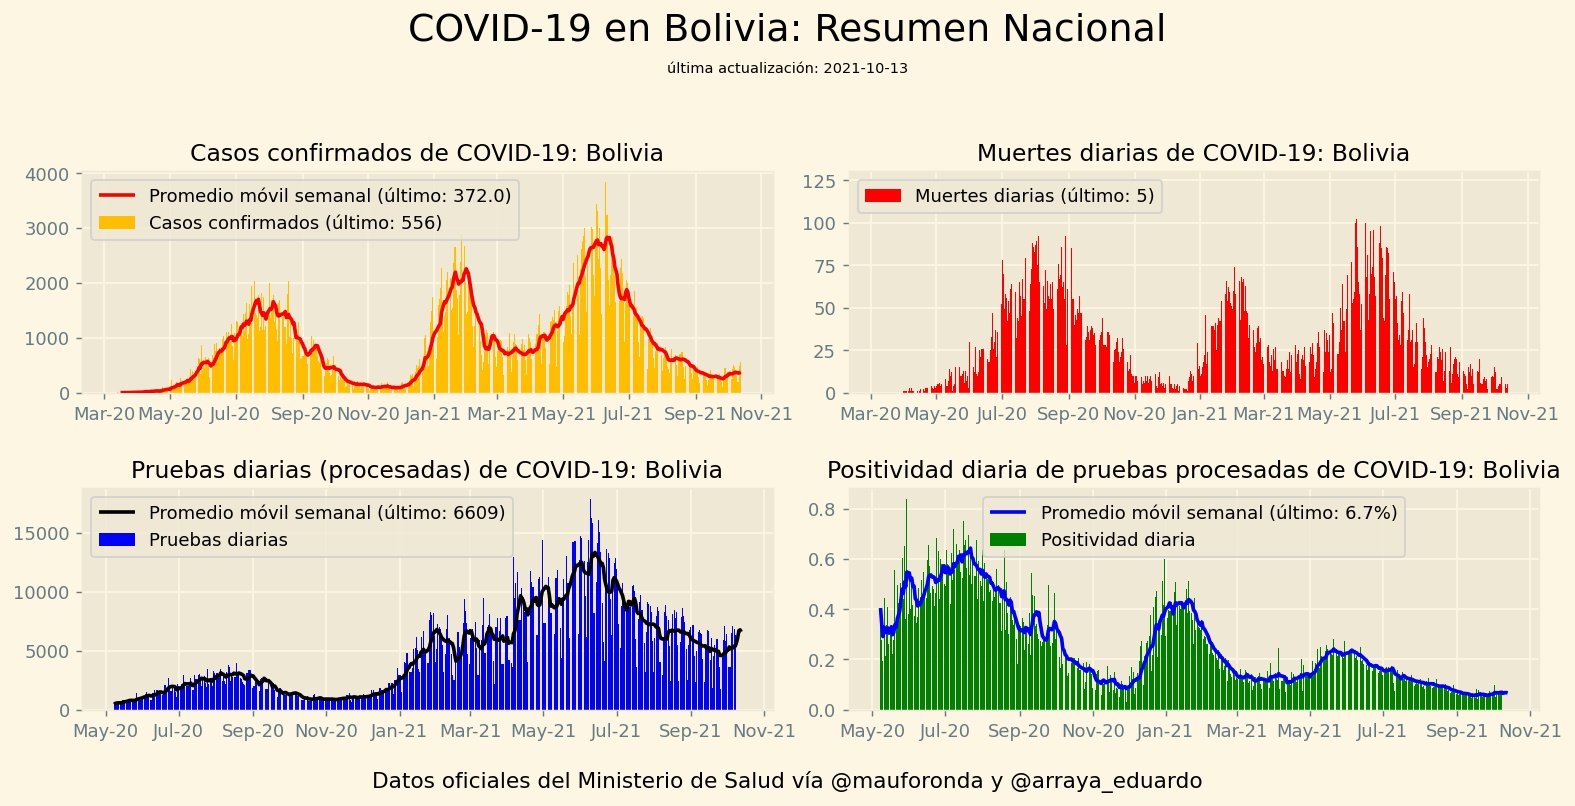 COVID-19 en Bolivia: Resumen Nacional
última actualización: 2021-10-13
Casos confirmados de COVID-19: Bolivia
Promedio móvil semanal (último: 372.0)
Casos confirmados (último: 556)
4000
3000
2000
1000
0
Mar-20 May-20 Jul-20 Sep-20 Nov-20 Jan-21 Mar-21 May-21 Jul-21 Sep-21 Nov-21
Muertes diarias de COVID-19: Bolivia
Muertes diarias (último: 5)
125
100
75
50
25
0
Mar-20 May-20 Jul-20 Sep-20 Nov-20 Jan-21 Mar-21 May-21 Jul-21 Sep-21 Nov-21
Pruebas diarias (procesadas) de COVID-19: Bolivia
Promedio móvil semanal (último: 6609)
Pruebas diarias
15000
10000
5000
0
May-20 Jul-20 Sep-20 Nov-20 Jan-21 Mar-21 May-21 Jul-21 Sep-21 Nov-21
Positividad diaria de pruebas procesadas de COVID-19: Bolivia
Promedio móvil semanal (último: 6.7%)
Positividad diaria
0.8
0.6
0.4
0.2
0.0
May-20 Jul-20 Sep-20 Nov-20 Jan-21 Mar-21 May-21 Jul-21 Sep-21 Nov-21
Datos oficiales del Ministerio de Salud vía @mauforonda y @arraya_eduardo